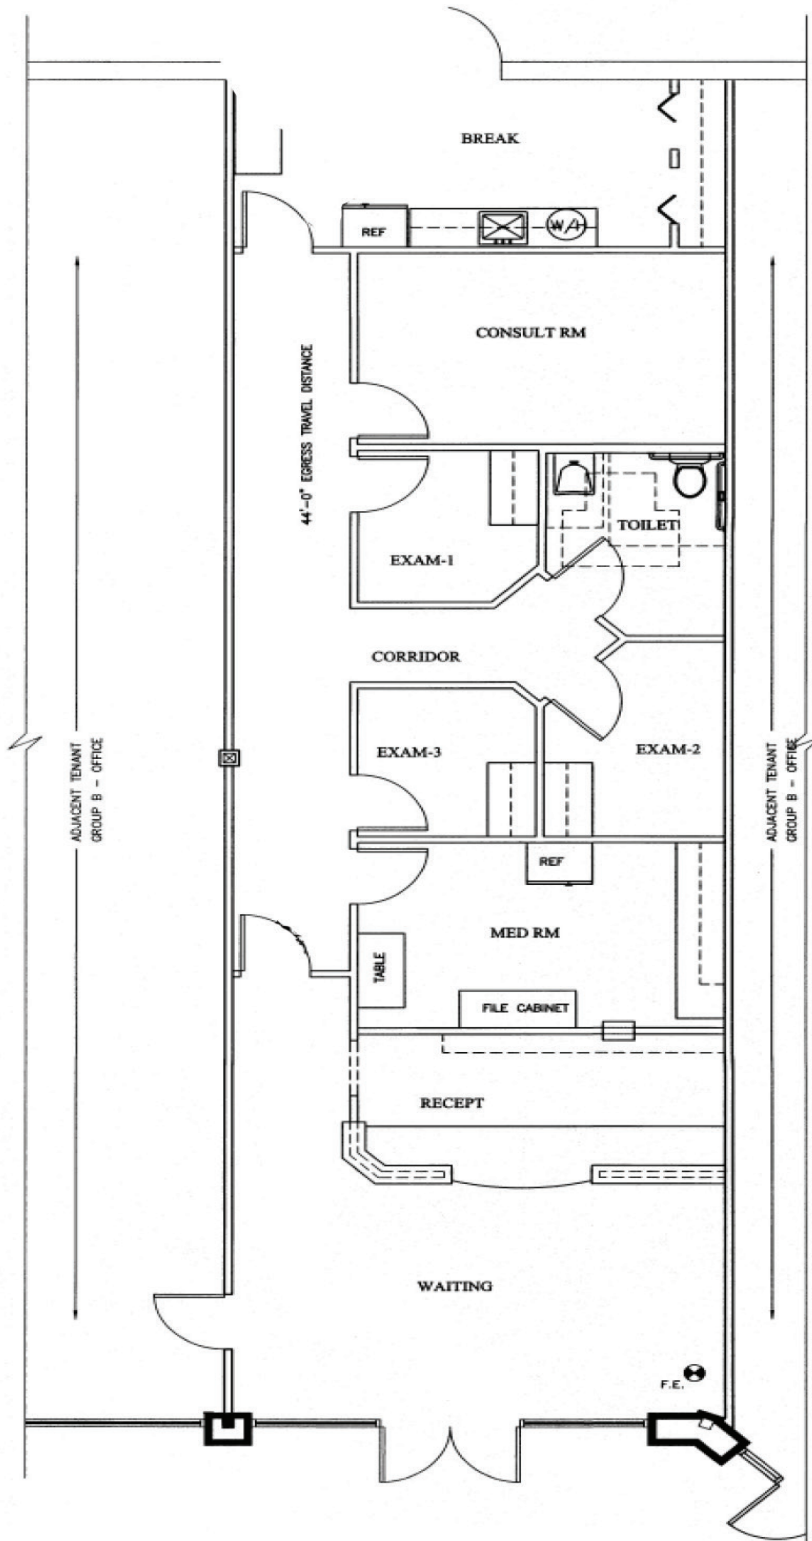 BREAK
REF
W/H
CONSULT RM
44'-0" EGRESS TRAVEL DISTANCE
TOILET
EXAM-1
CORRIDOR
EXAM-3
EXAM-2
ADJACENT TENANT
GROUP B - OFFICE
ADJACENT TENANT
GROUP B - OFFICE
REF
MED RM
TABLE
FILE CABINET
RECEPT
WAITING
F.E.